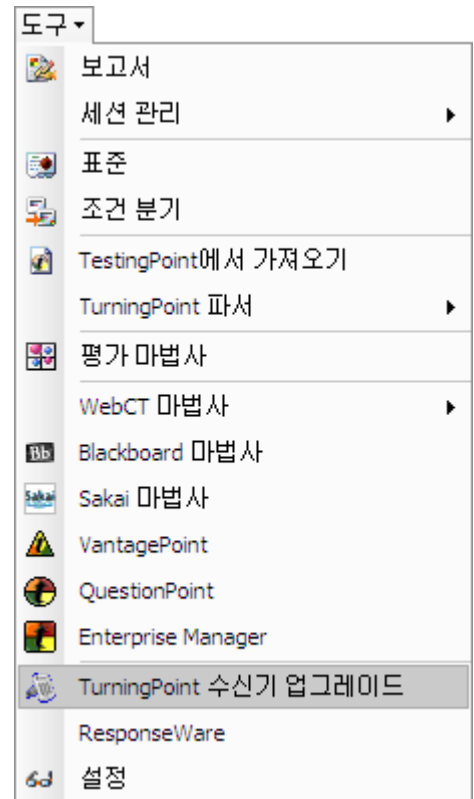 도구
보고서
세션 관리
표준
조건 분기
TestingPoint에서 가져오기
TurningPoint 파서
평가 마법사
WebCT 마법사
Bb Blackboard 마법사
Sakai Sakai 마법사
VantagePoint
QuestionPoint
Enterprise Manager
TurningPoint 수신기 업그레이드
ResponseWare
설정